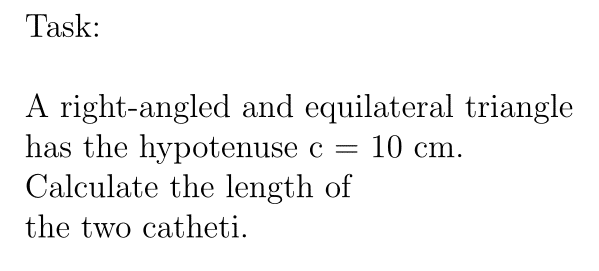 Task:
A right-angled and equilateral triangle
has the hypotenuse c = 10 cm.
Calculate the length of
the two catheti.